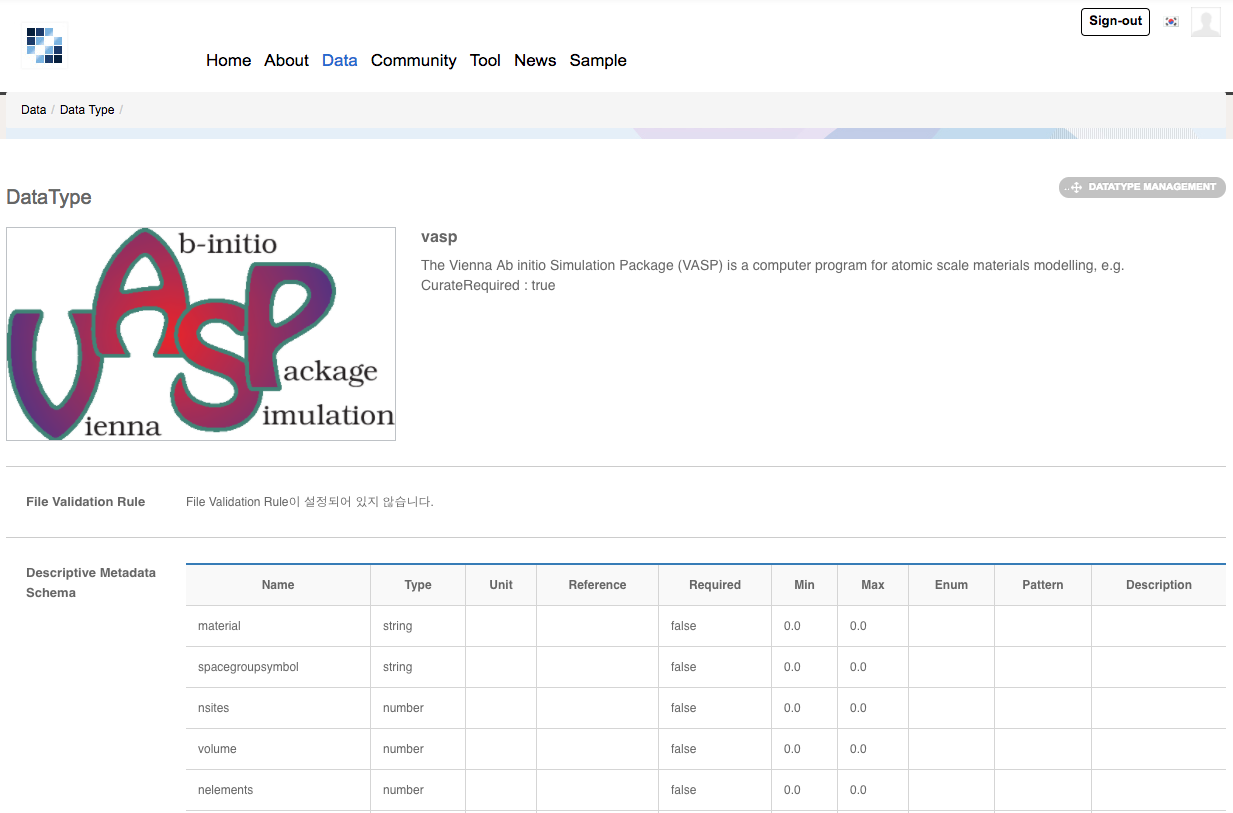 Sign-out
Home About Data Community Tool News Sample
Data / Data Type /
DataType
DATATYPE MANAGEMENT
b-initio
VASP
ackage
imulation
ienna
vasp
The Vienna Ab initio Simulation Package (VASP) is a computer program for atomic scale materials modelling, e.g.
CurateRequired : true
File Validation Rule
File Validation Rule이 설정되어 있지 않습니다.
Descriptive Metadata
Schema
Name Type Unit Reference Required Min Max Enum Pattern Description
material string false 0.0 0.0
spacegroupsymbol string false 0.0 0.0
nsites number false 0.0 0.0
volume number false 0.0 0.0
nelements number false 0.0 0.0